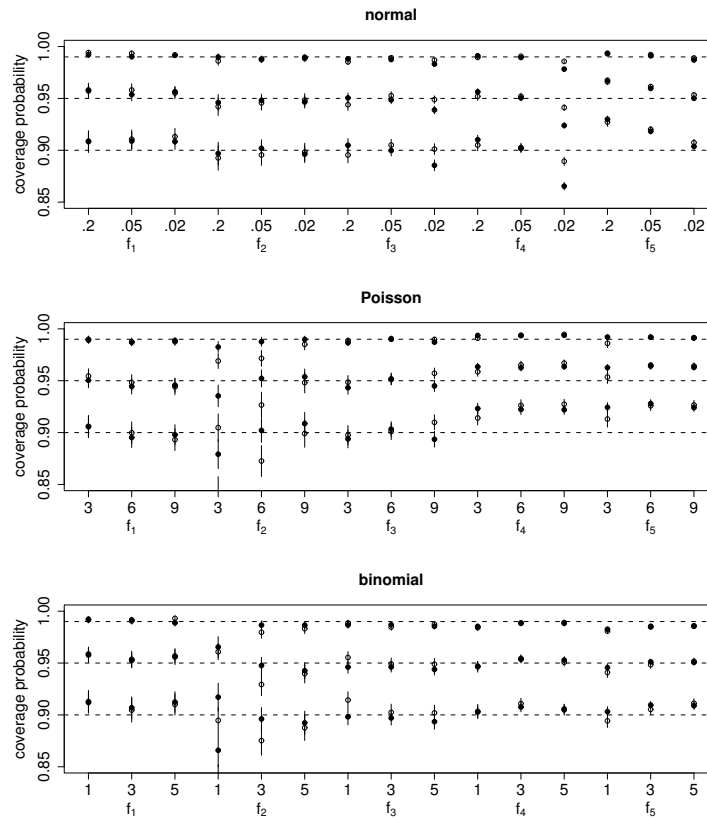 normal
coverage probability
1.00
0.95
0.90
0.85
.2 .05 .02 .2 .05 .02 .2 .05 .02 .2 .05 .02 .2 .05 .02
f1 f2 f3 f4 f5
Poisson
coverage probability
1.00
0.95
0.90
0.85
3 6 9 3 6 9 3 6 9 3 6 9 3 6 9
f1 f2 f3 f4 f5
binomial
coverage probability
1.00
0.95
0.90
0.85
1 3 5 1 3 5 1 3 5 1 3 5 1 3 5
f1 f2 f3 f4 f5